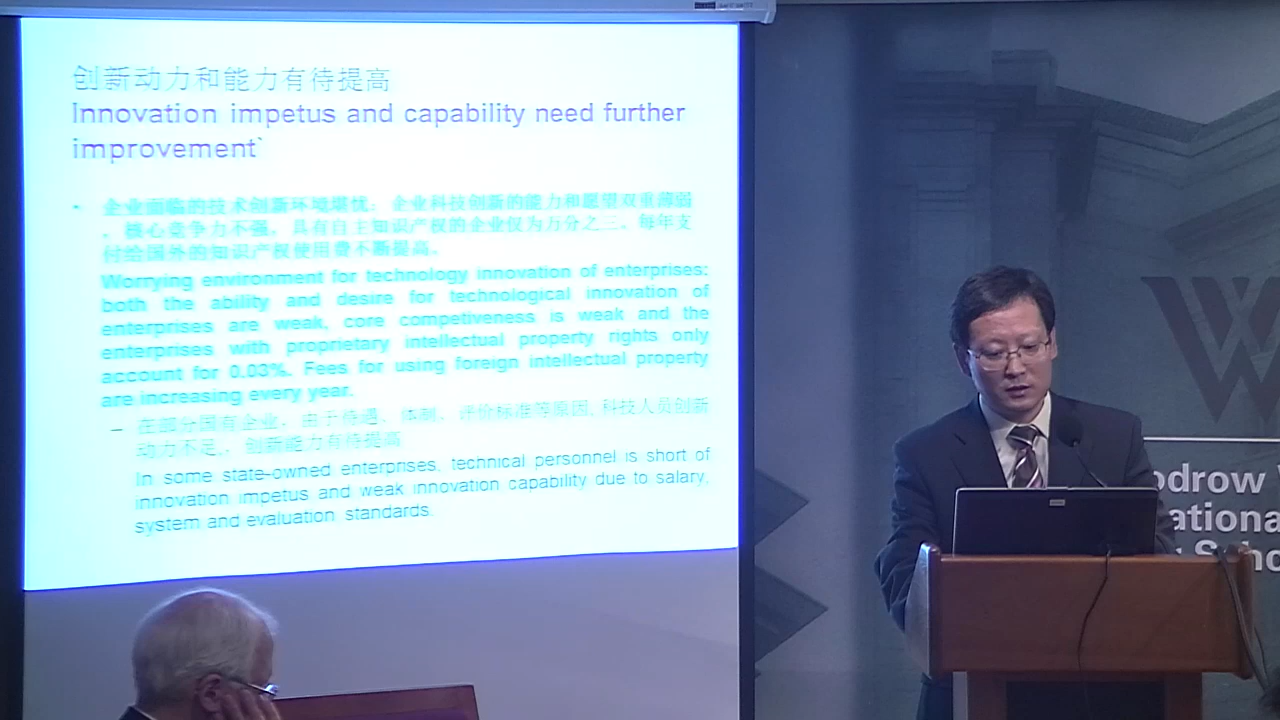 创新动力和能力有待提高
Innovation impetus and capability need further
improvement`
• 企业面临的技术创新环境堪忧：企业科技创新的能力和愿望双重薄弱
，核心竞争力不强，具有自主知识产权的企业仅为万分之三，每年支
付给国外的知识产权使用费不断提高。
Worrying environment for technology innovation of enterprises:
both the ability and desire for technological innovation of
enterprises are weak, core competiveness is weak and the
enterprises with proprietary intellectual property rights only
account for 0.03%. Fees for using foreign intellectual property
are increasing every year.
– 在部分国有企业，由于待遇、体制、评价标准等原因,科技人员创新
动力不足,，创新能力有待提高
In some state-owned enterprises, technical personnel is short of
innovation impetus and weak innovation capability due to salary,
system and evaluation standards.
W
odrow
ationa
Scho